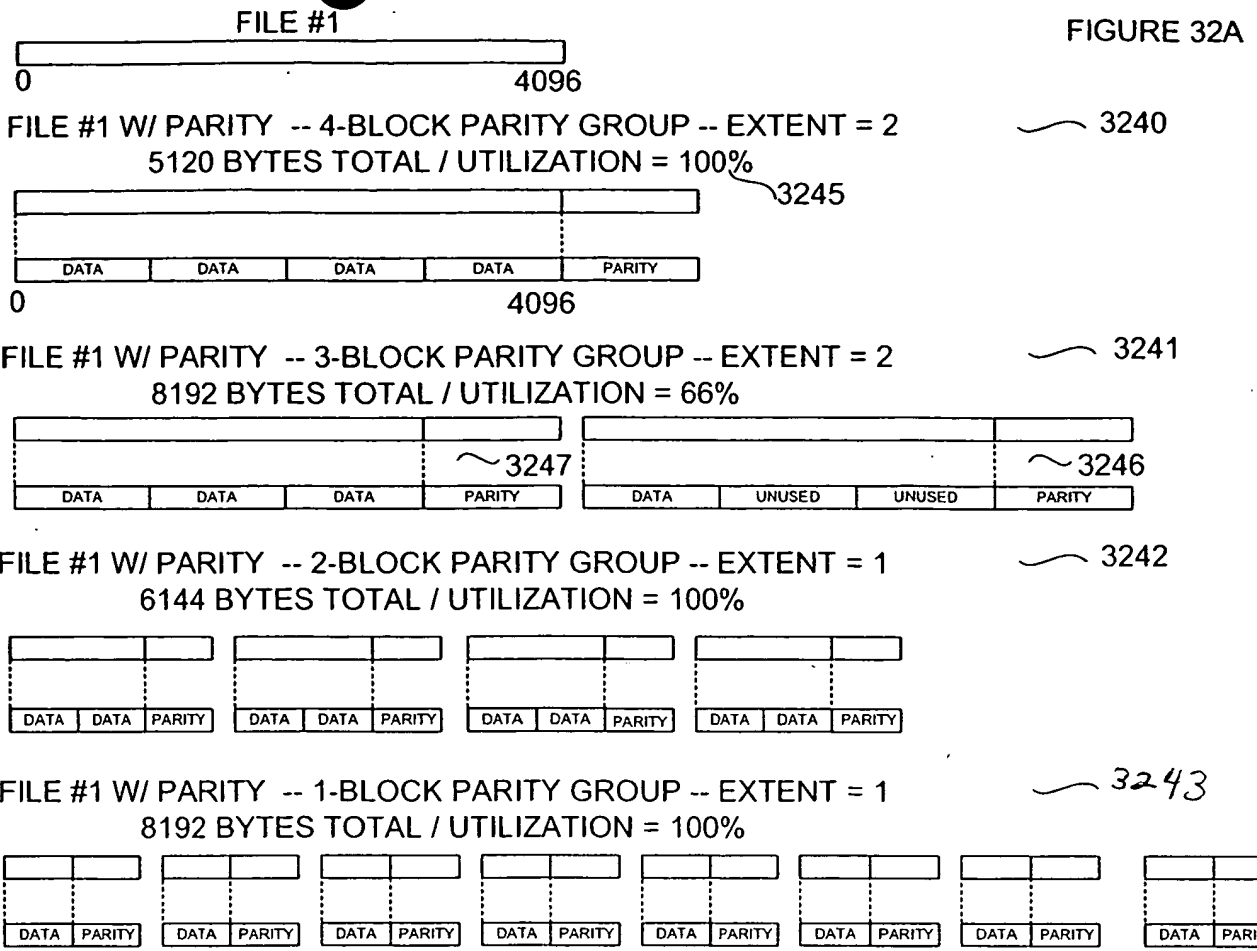 FILE #1
FIGURE 32A
0 4096
FILE #1 W/ PARITY -- 4-BLOCK PARITY GROUP -- EXTENT = 2 3240
5120 BYTES TOTAL / UTILIZATION = 100%
3245
DATA DATA DATA DATA PARITY
0 4096
FILE #1 W/ PARITY -- 3-BLOCK PARITY GROUP -- EXTENT = 2 3241
8192 BYTES TOTAL / UTILIZATION = 66%
3247 3246
DATA DATA DATA PARITY DATA UNUSED UNUSED PARITY
FILE #1 W/ PARITY -- 2-BLOCK PARITY GROUP -- EXTENT = 1 3242
6144 BYTES TOTAL / UTILIZATION = 100%
DATA DATA PARITY DATA DATA PARITY DATA DATA PARITY DATA DATA PARITY
FILE #1 W/ PARITY -- 1-BLOCK PARITY GROUP -- EXTENT = 1 3243
8192 BYTES TOTAL / UTILIZATION = 100%
DATA PARITY DATA PARITY DATA PARITY DATA PARITY DATA PARITY DATA PARITY DATA PARITY DATA PARI